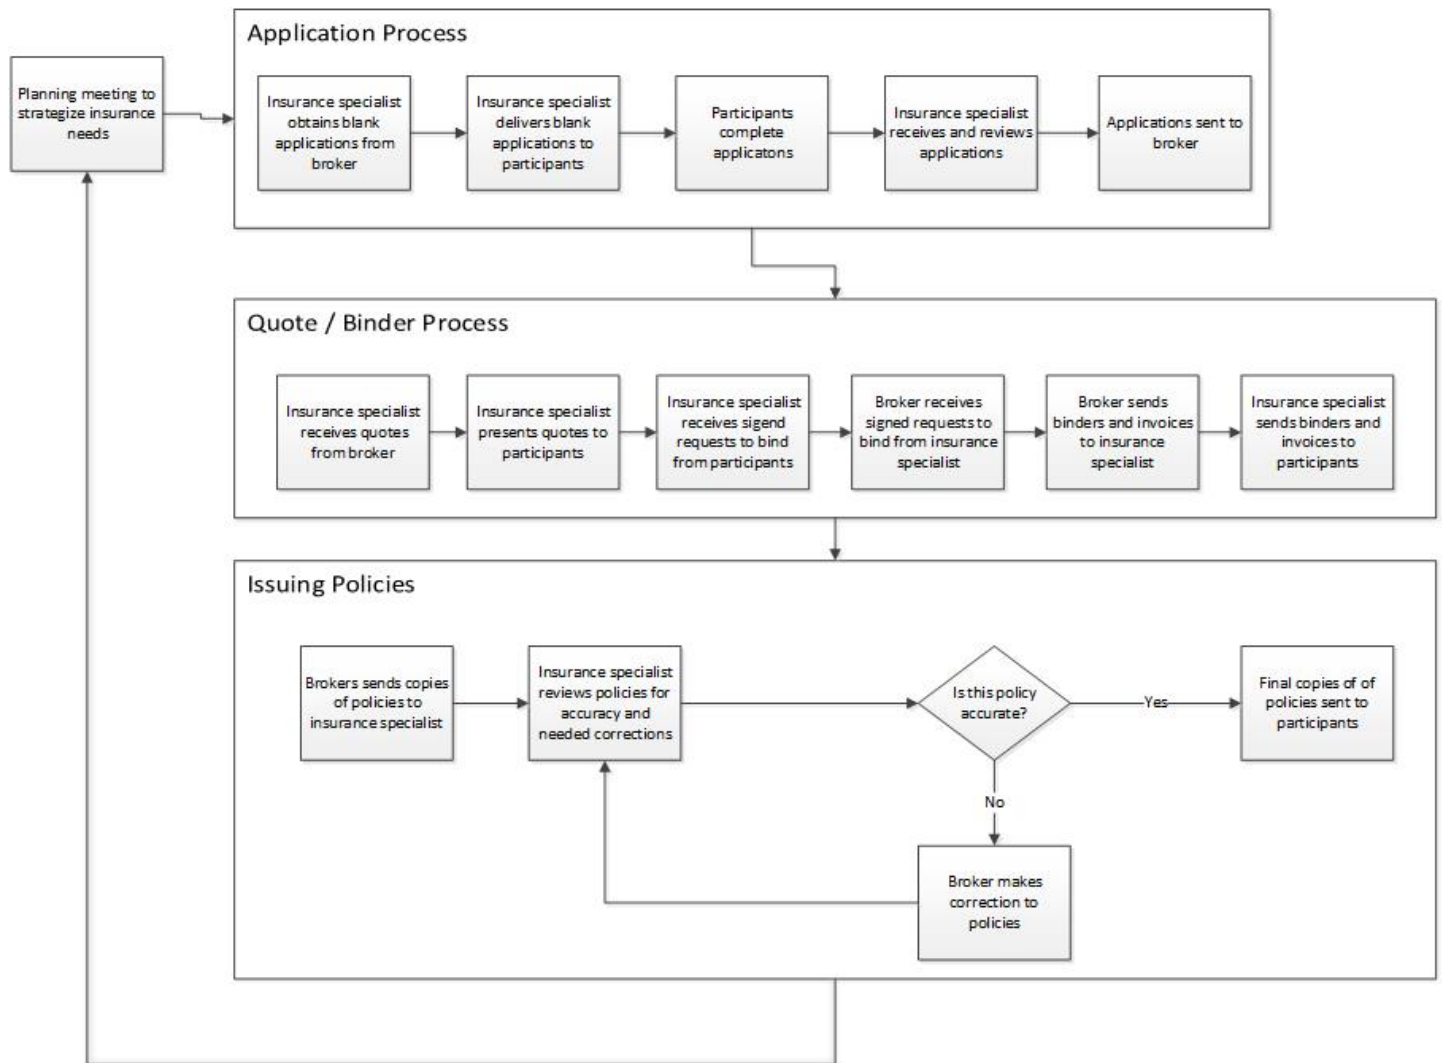 Application Process
Planning meeting to
strategize insurance
needs
Insurance specialist
obtains blank
applications from
broker
Insurance specialist
delivers blank
applications to
participants
Participants
complete
applicatons
Insurance specialist
receives and reviews
applications
Applications sent to
broker
Quote / Binder Process
Insurance specialist
receives quotes
from broker
Insurance specialist
presents quotes to
participants
Insurance specialist
receives sigend
requests to bind
from participants
Broker receives
signed requests to
bind from insurance
specialist
Broker sends
binders and invoices
to insurance
specialist
Insurance specialist
sends binders and
invoices to
participants
Issuing Policies
Brokers sends copies
of policies to
insurance specialist
Insurance specialist
reviews policies for
accuracy and
needed corrections
Is this policy
accurate?
Yes
Final copies of of
policies sent to
participants
No
Broker makes
correction to
policies